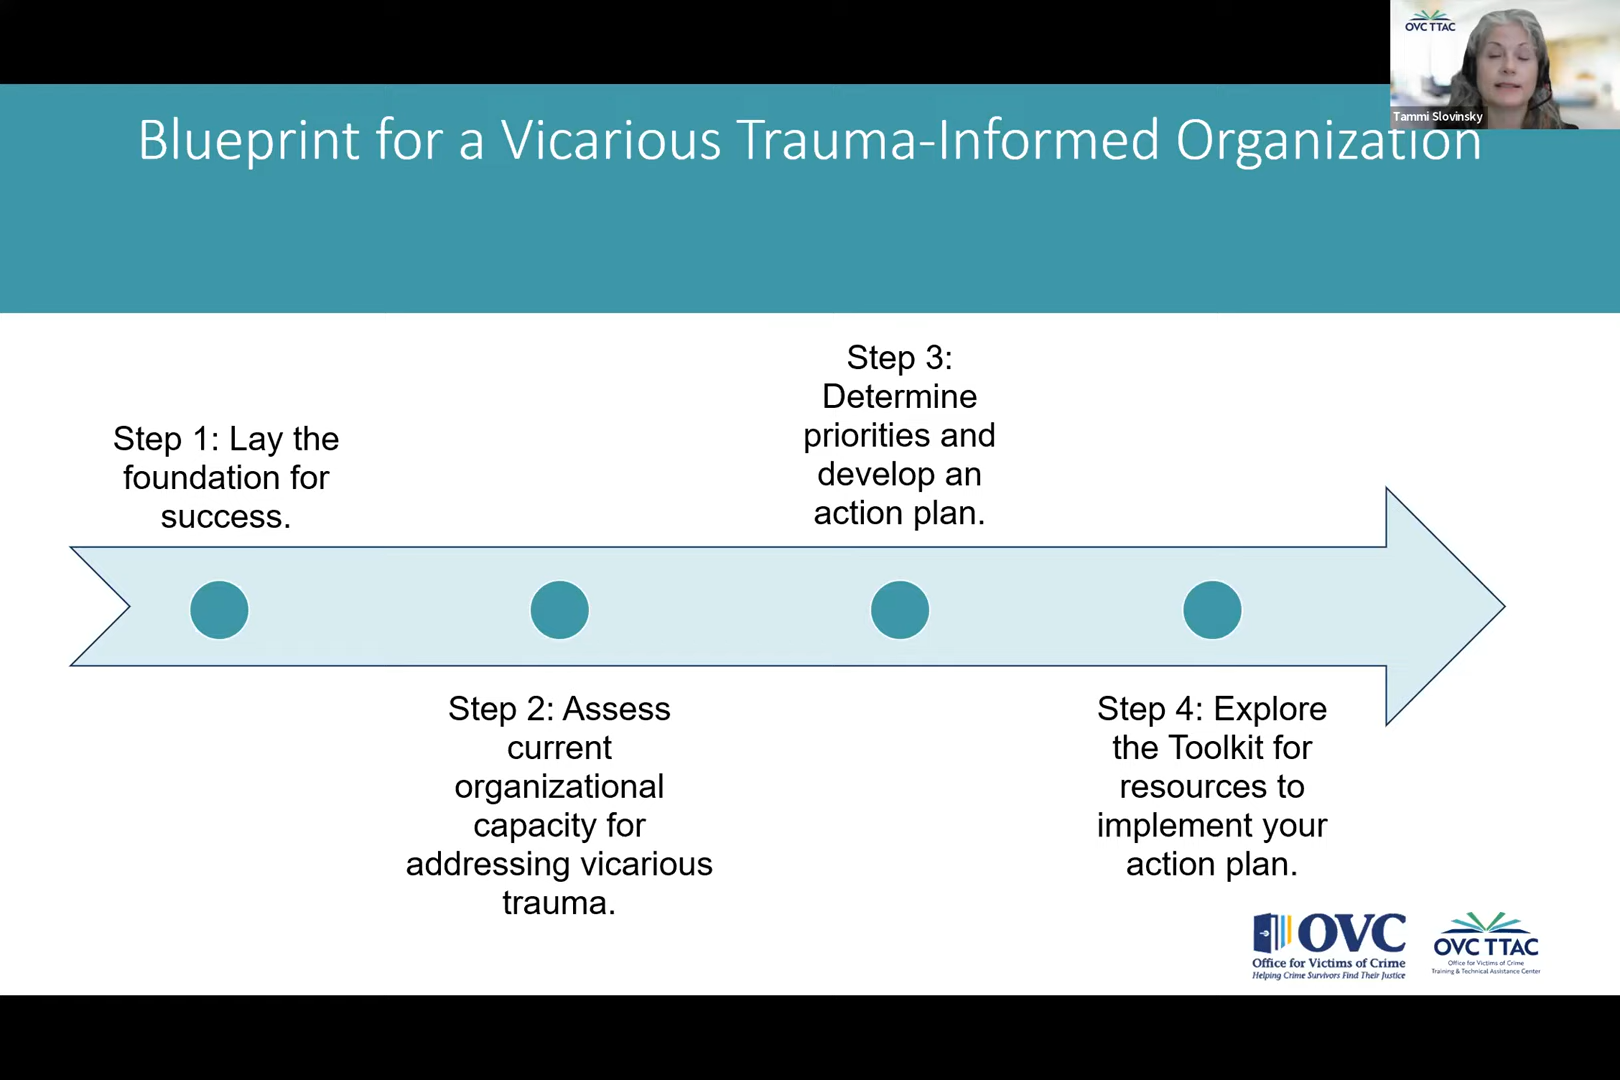 OVC TTAC
Tammi Slovinsky
Blueprint for a Vicarious Trauma-Informed Organization
Step 1: Lay the
foundation for
success.
Step 2: Assess
current
organizational
capacity for
addressing vicarious
trauma.
Step 3:
Determine
priorities and
develop an
action plan.
Step 4: Explore
the Toolkit for
resources to
implement your
action plan.
OVC
Office for Victims of Crime
Helping Crime Survivors Find Their Justice
OVC TTAC
Office for Victims of Crime
Training & Technical Assistance Center